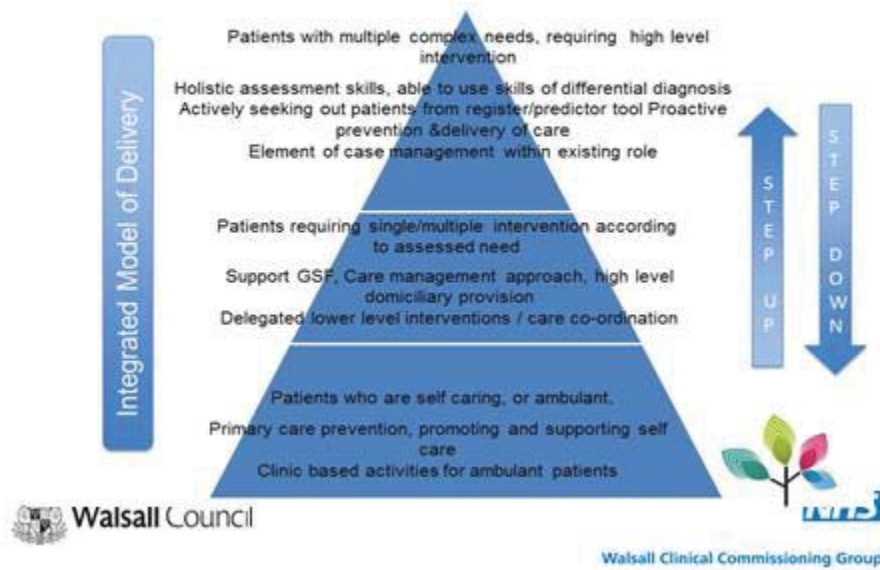 Integrated Model of Delivery
Patients with multiple complex needs, requiring high level
intervention
Holistic assessment skills, able to use skills of differential diagnosis
Actively seeking out patients from register/predictor tool Proactive
prevention &delivery of care
Element of case management within existing role
Patients requiring single/multiple intervention according
to assessed need
Support GSF, Care management approach, high level
domiciliary provision
Delegated lower level interventions / care co-ordination
Patients who are self caring, or ambulant.
Primary care prevention, promoting and supporting self
care
Clinic based activities for ambulant patients
STEP UP
STEP DOWN
Walsall Council
NHS
Walsall Clinical Commissioning Group